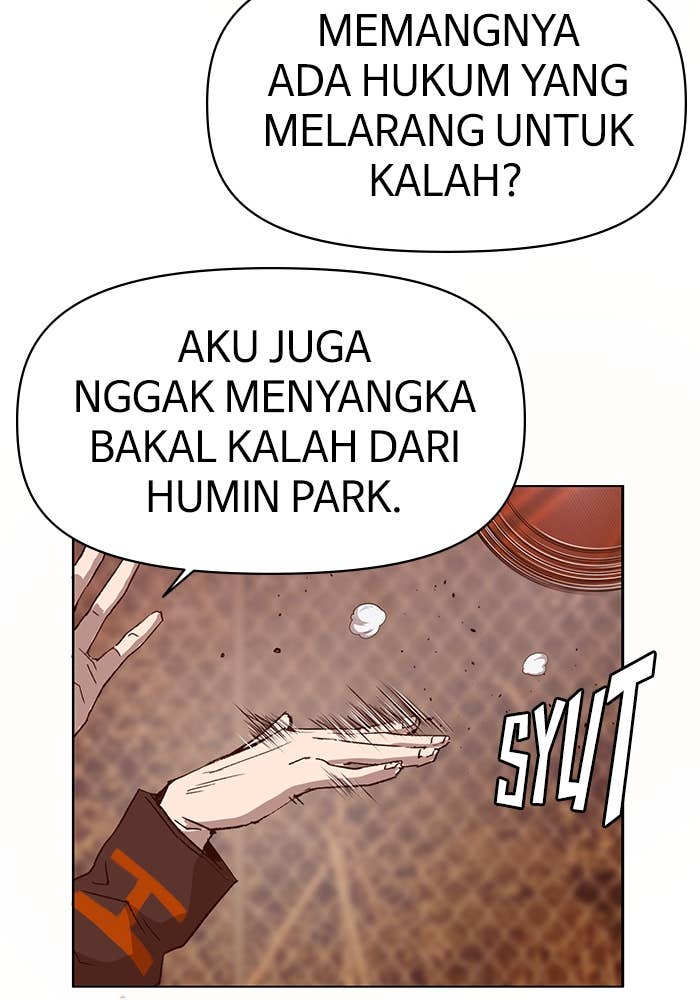 MEMANGNYA
ADA HUKUM YANG
MELARANG UNTUK
KALAH?
AKU JUGA
NGGAK MENYANGKA
BAKAL KALAH DARI
HUMIN PARK.
SYUT